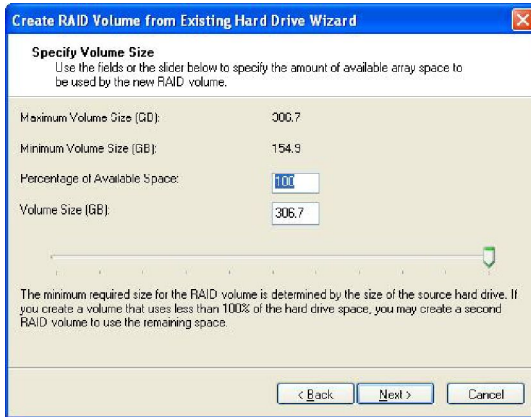 Create RAID Volume from Existing Hard Drive Wizard
Specify Volume Size
Use the fields or the slider below to specify the amount of available array space to
be used by the new RAID volume.
Maximum Volume Size (GB): 306.7
Minimum Volume Size (GB): 154.9
Percentage of Available Space: 100
Volume Size (GB): 306.7
The minimum required size for the RAID volume is determined by the size of the source hard drive. If
you create a volume that uses less than 100% of the hard drive space, you may create a second
RAID volume to use the remaining space.
< Back Next > Cancel